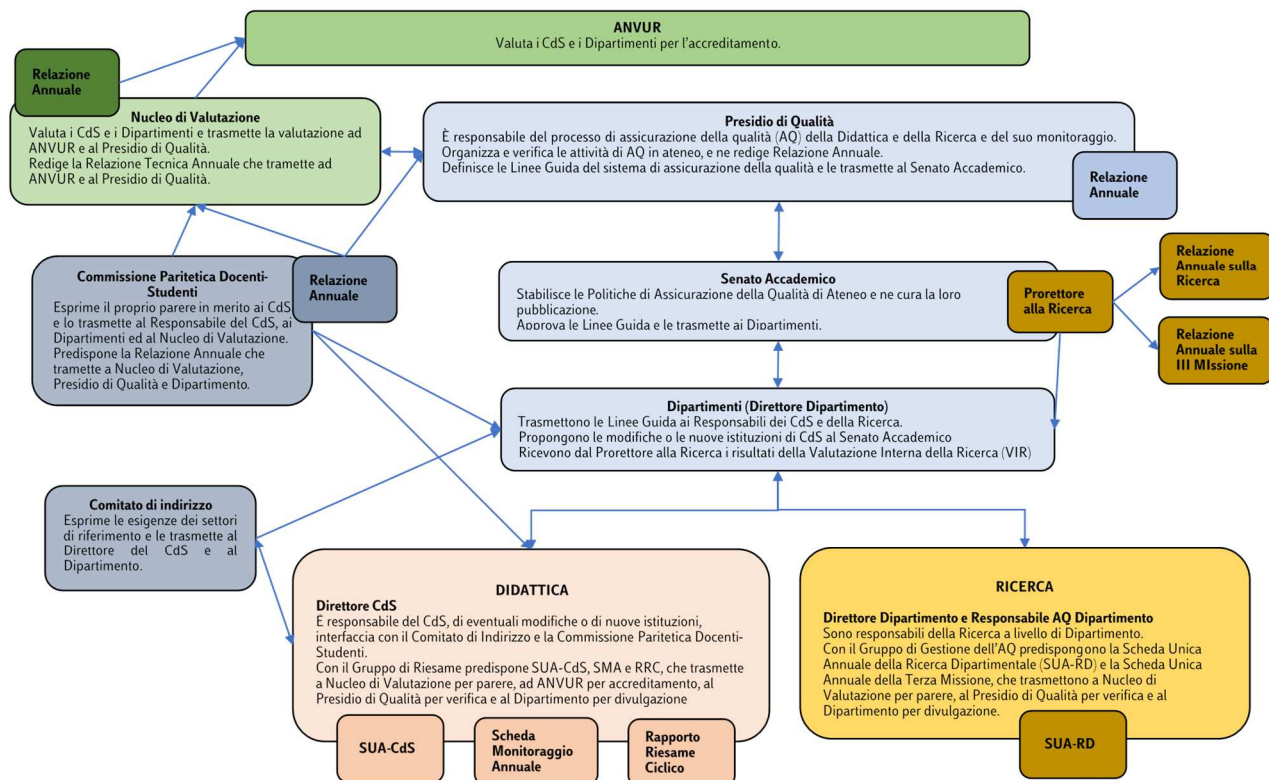 ANVUR
Valuta i CdS e i Dipartimenti per l'accreditamento.
Relazione
Annuale
Nucleo di Valutazione
Valuta i CdS e i Dipartimenti e trasmette la valutazione ad
ANVUR e al Presidio di Qualità.
Redige la Relazione Tecnica Annuale che tramette ad
ANVUR e al Presidio di Qualità.
Presidio di Qualità
È responsabile del processo di assicurazione della qualità (AQ) della Didattica e della Ricerca e del suo monitoraggio.
Organizza e verifica le attività di AQ in ateneo, e ne redige Relazione Annuale.
Definisce le Linee Guida del sistema di assicurazione della qualità e le trasmette al Senato Accademico.
Relazione
Annuale
Commissione Paritetica Docenti-
Studenti
Esprime il proprio parere in merito ai CdS
e lo trasmette al Responsabile del CdS, ai
Dipartimenti ed al Nucleo di Valutazione.
Predispone la Relazione Annuale che
tramette a Nucleo di Valutazione,
Presidio di Qualità e Dipartimento.
Relazione
Annuale
Senato Accademico
Stabilisce le Politiche di Assicurazione della Qualità di Ateneo e ne cura la loro
pubblicazione.
Approva le Linee Guida e le trasmette ai Dipartimenti.
Prorettore
alla Ricerca
Relazione
Annuale sulla
Ricerca
Relazione
Annuale sulla
III MIssione
Dipartimenti (Direttore Dipartimento)
Trasmettono le Linee Guida ai Responsabili dei CdS e della Ricerca.
Propongono le modifiche o le nuove istituzioni di CdS al Senato Accademico
Ricevono dal Prorettore alla Ricerca i risultati della Valutazione Interna della Ricerca (VIR)
Comitato di indirizzo
Esprime le esigenze dei settori
di riferimento e le trasmette al
Direttore del CdS e al
Dipartimento.
DIDATTICA
Direttore CdS
È responsabile del CdS, di eventuali modifiche o di nuove istituzioni,
interfaccia con il Comitato di Indirizzo e la Commissione Paritetica Docenti-
Studenti.
Con il Gruppo di Riesame predispone SUA-CdS, SMA e RRC, che trasmette
a Nucleo di Valutazione per parere, ad ANVUR per accreditamento, al
Presidio di Qualità per verifica e al Dipartimento per divulgazione
SUA-CdS
Scheda
Monitoraggio
Annuale
Rapporto
Riesame
Ciclico
RICERCA
Direttore Dipartimento e Responsabile AQ Dipartimento
Sono responsabili della Ricerca a livello di Dipartimento.
Con il Gruppo di Gestione dell'AQ predispongono la Scheda Unica
Annuale della Ricerca Dipartimentale (SUA-RD) e la Scheda Unica
Annuale della Terza Missione, che trasmettono a Nucleo di
Valutazione per parere, al Presidio di Qualità per verifica e al
Dipartimento per divulgazione.
SUA-RD